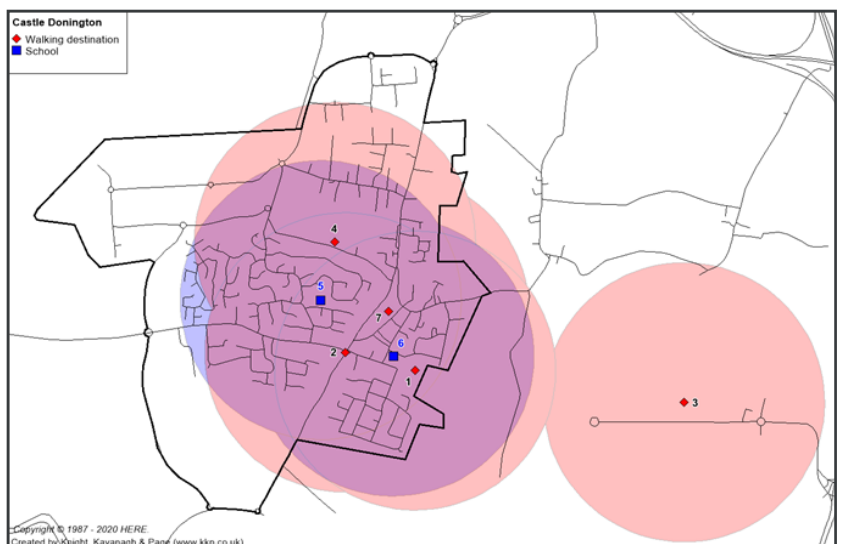 Castle Donington
Walking destination
School
4
5
7
6
2
1
3
Copyright © 1987 - 2020 HERE.
Created by Knight, Kavanagh & Page (www.kkp.co.uk)